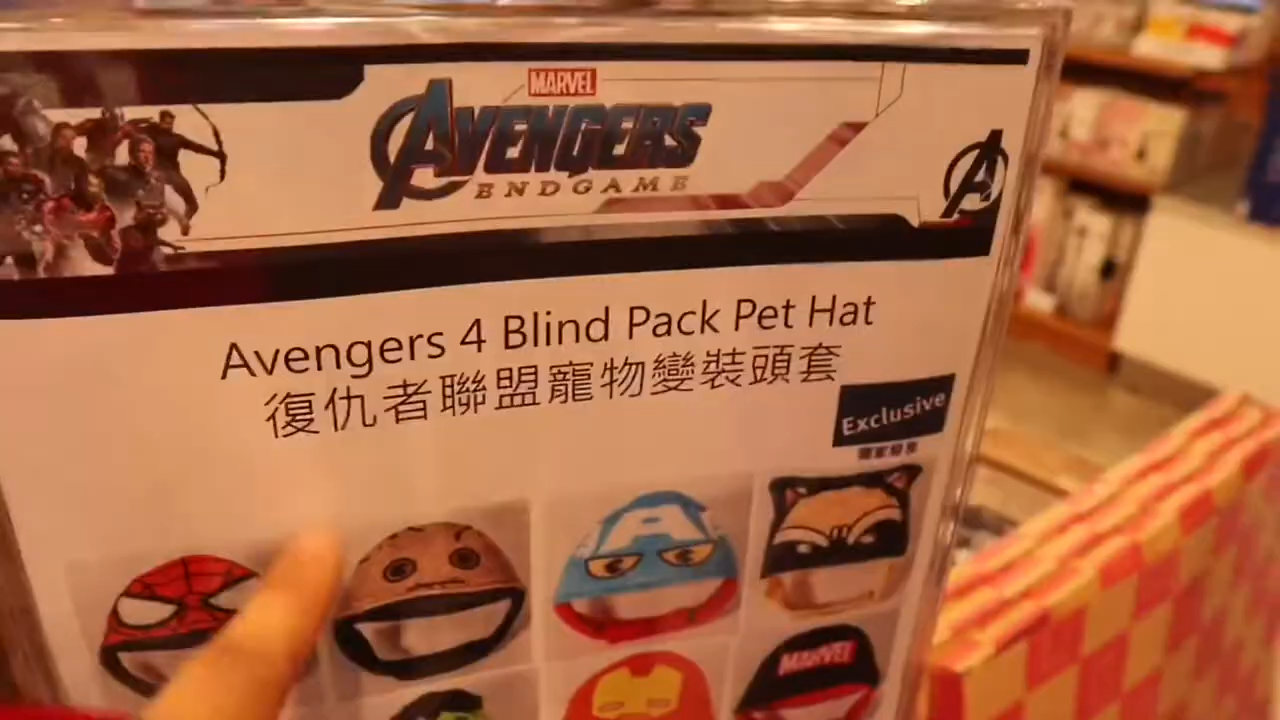 MARVEL
AVENGERS
ENDGAME
Avengers 4 Blind Pack Pet Hat
復仇者聯盟寵物變裝頭套
Exclusive
MARVEL